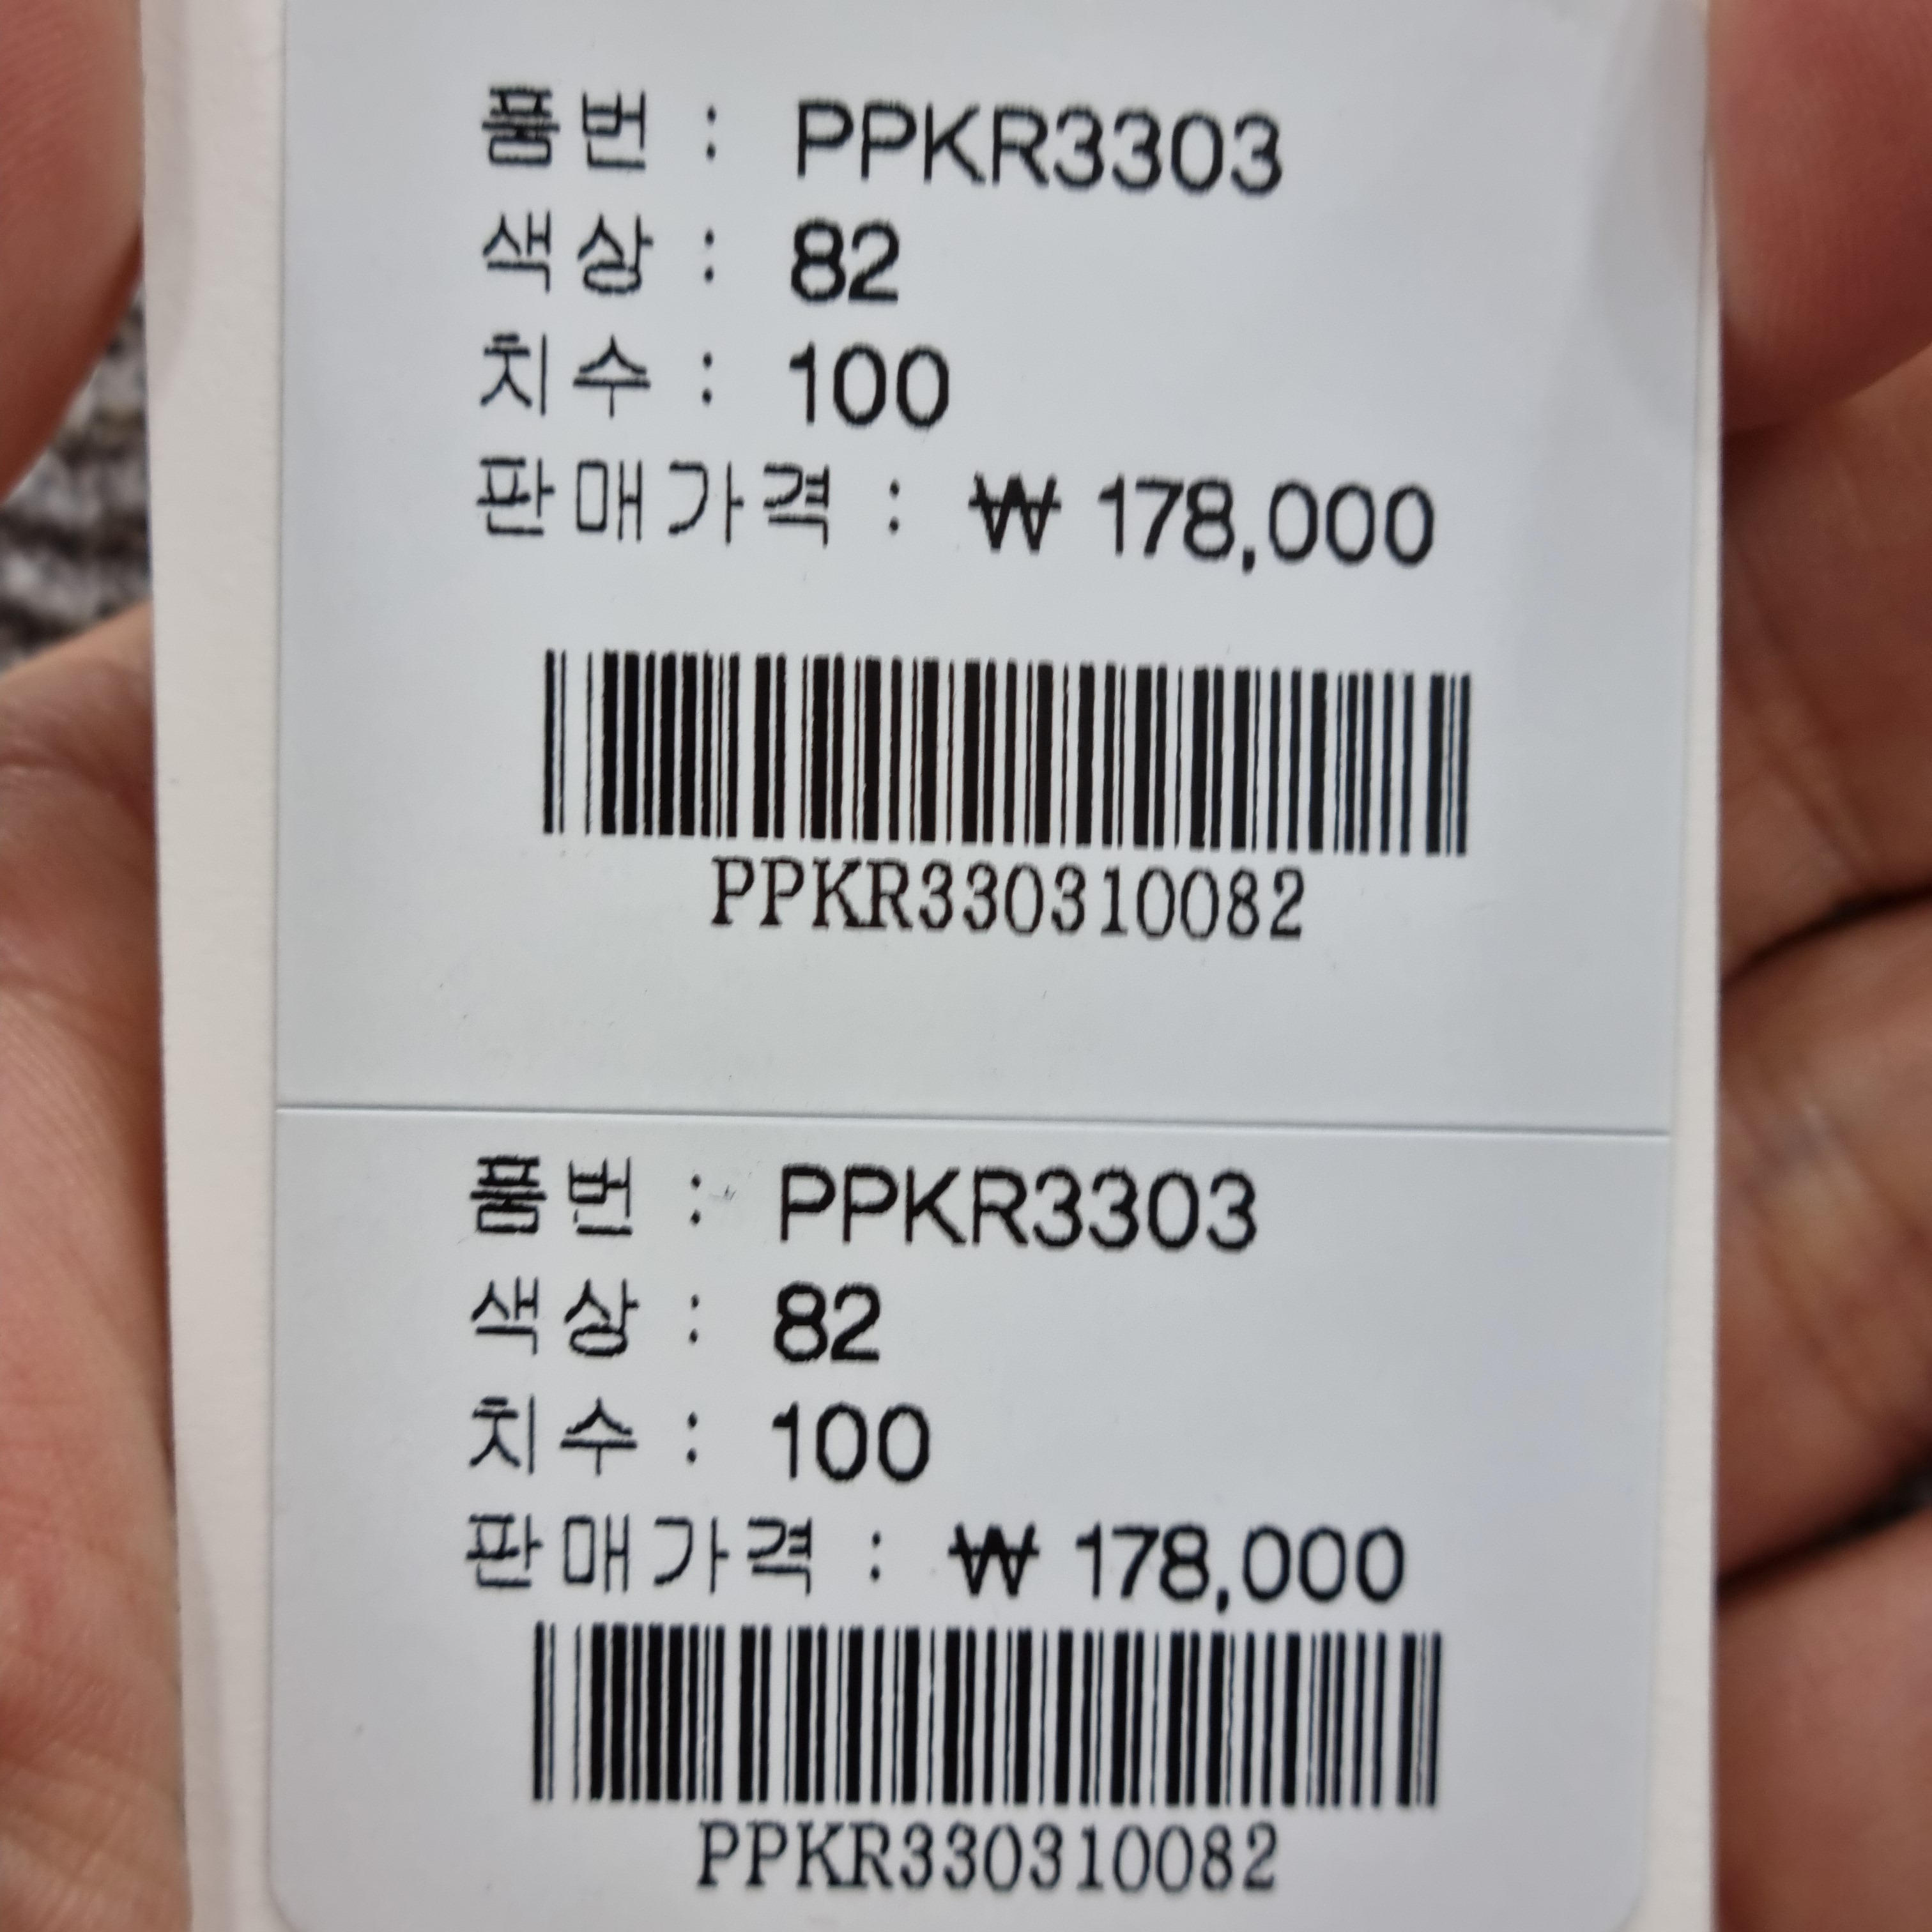 품번 : PPKR3303
색상 : 82
치수 : 100
판매가격 : ₩ 178,000
PPKR330310082
품번 : PPKR3303
색상 : 82
치수 : 100
판매가격 : ₩ 178,000
PPKR330310082